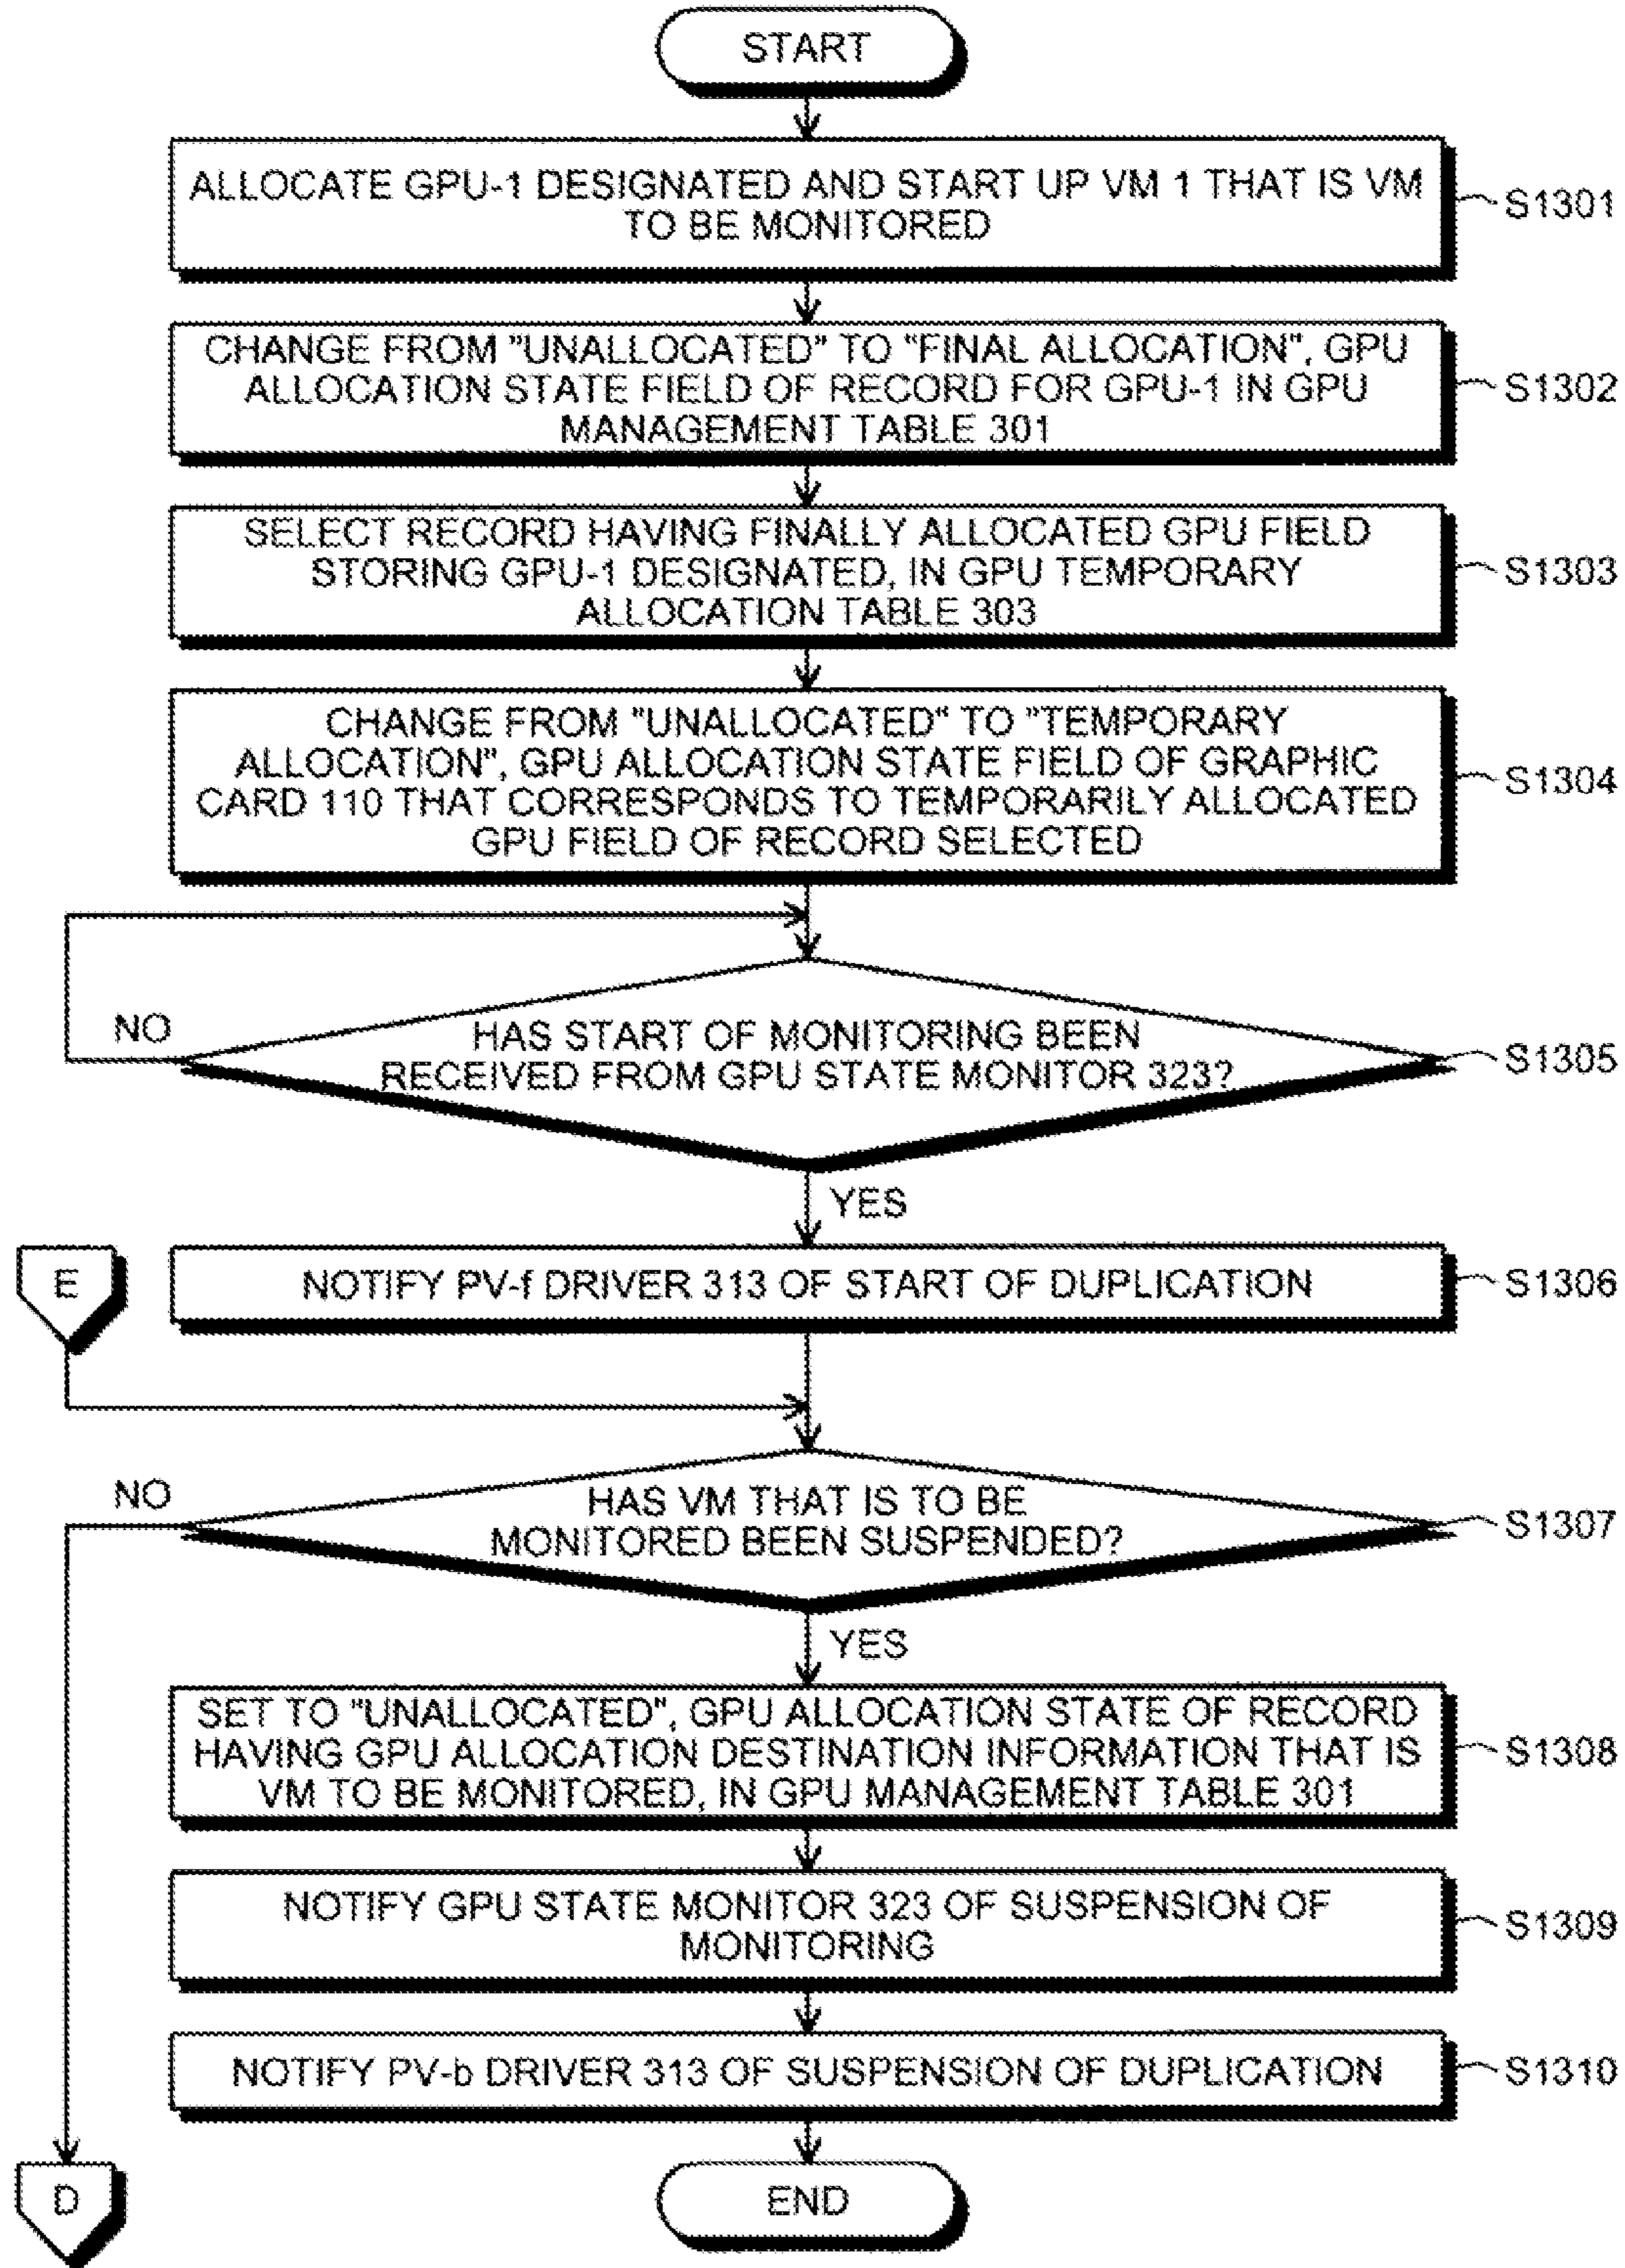 START
ALLOCATE GPU-1 DESIGNATED AND START UP VM 1 THAT IS VM
TO BE MONITORED
S1301
CHANGE FROM "UNALLOCATED" TO "FINAL ALLOCATION", GPU
ALLOCATION STATE FIELD OF RECORD FOR GPU-1 IN GPU
MANAGEMENT TABLE 301
S1302
SELECT RECORD HAVING FINALLY ALLOCATED GPU FIELD
STORING GPU-1 DESIGNATED, IN GPU TEMPORARY
ALLOCATION TABLE 303
S1303
CHANGE FROM "UNALLOCATED" TO "TEMPORARY
ALLOCATION", GPU ALLOCATION STATE FIELD OF GRAPHIC
CARD 110 THAT CORRESPONDS TO TEMPORARILY ALLOCATED
GPU FIELD OF RECORD SELECTED
S1304
NO
HAS START OF MONITORING BEEN
RECEIVED FROM GPU STATE MONITOR 323?
S1305
YES
E
NOTIFY PV-f DRIVER 313 OF START OF DUPLICATION
S1306
NO
HAS VM THAT IS TO BE
MONITORED BEEN SUSPENDED?
S1307
YES
SET TO "UNALLOCATED", GPU ALLOCATION STATE OF RECORD
HAVING GPU ALLOCATION DESTINATION INFORMATION THAT IS
VM TO BE MONITORED, IN GPU MANAGEMENT TABLE 301
S1308
NOTIFY GPU STATE MONITOR 323 OF SUSPENSION OF
MONITORING
S1309
NOTIFY PV-b DRIVER 313 OF SUSPENSION OF DUPLICATION
S1310
D
END